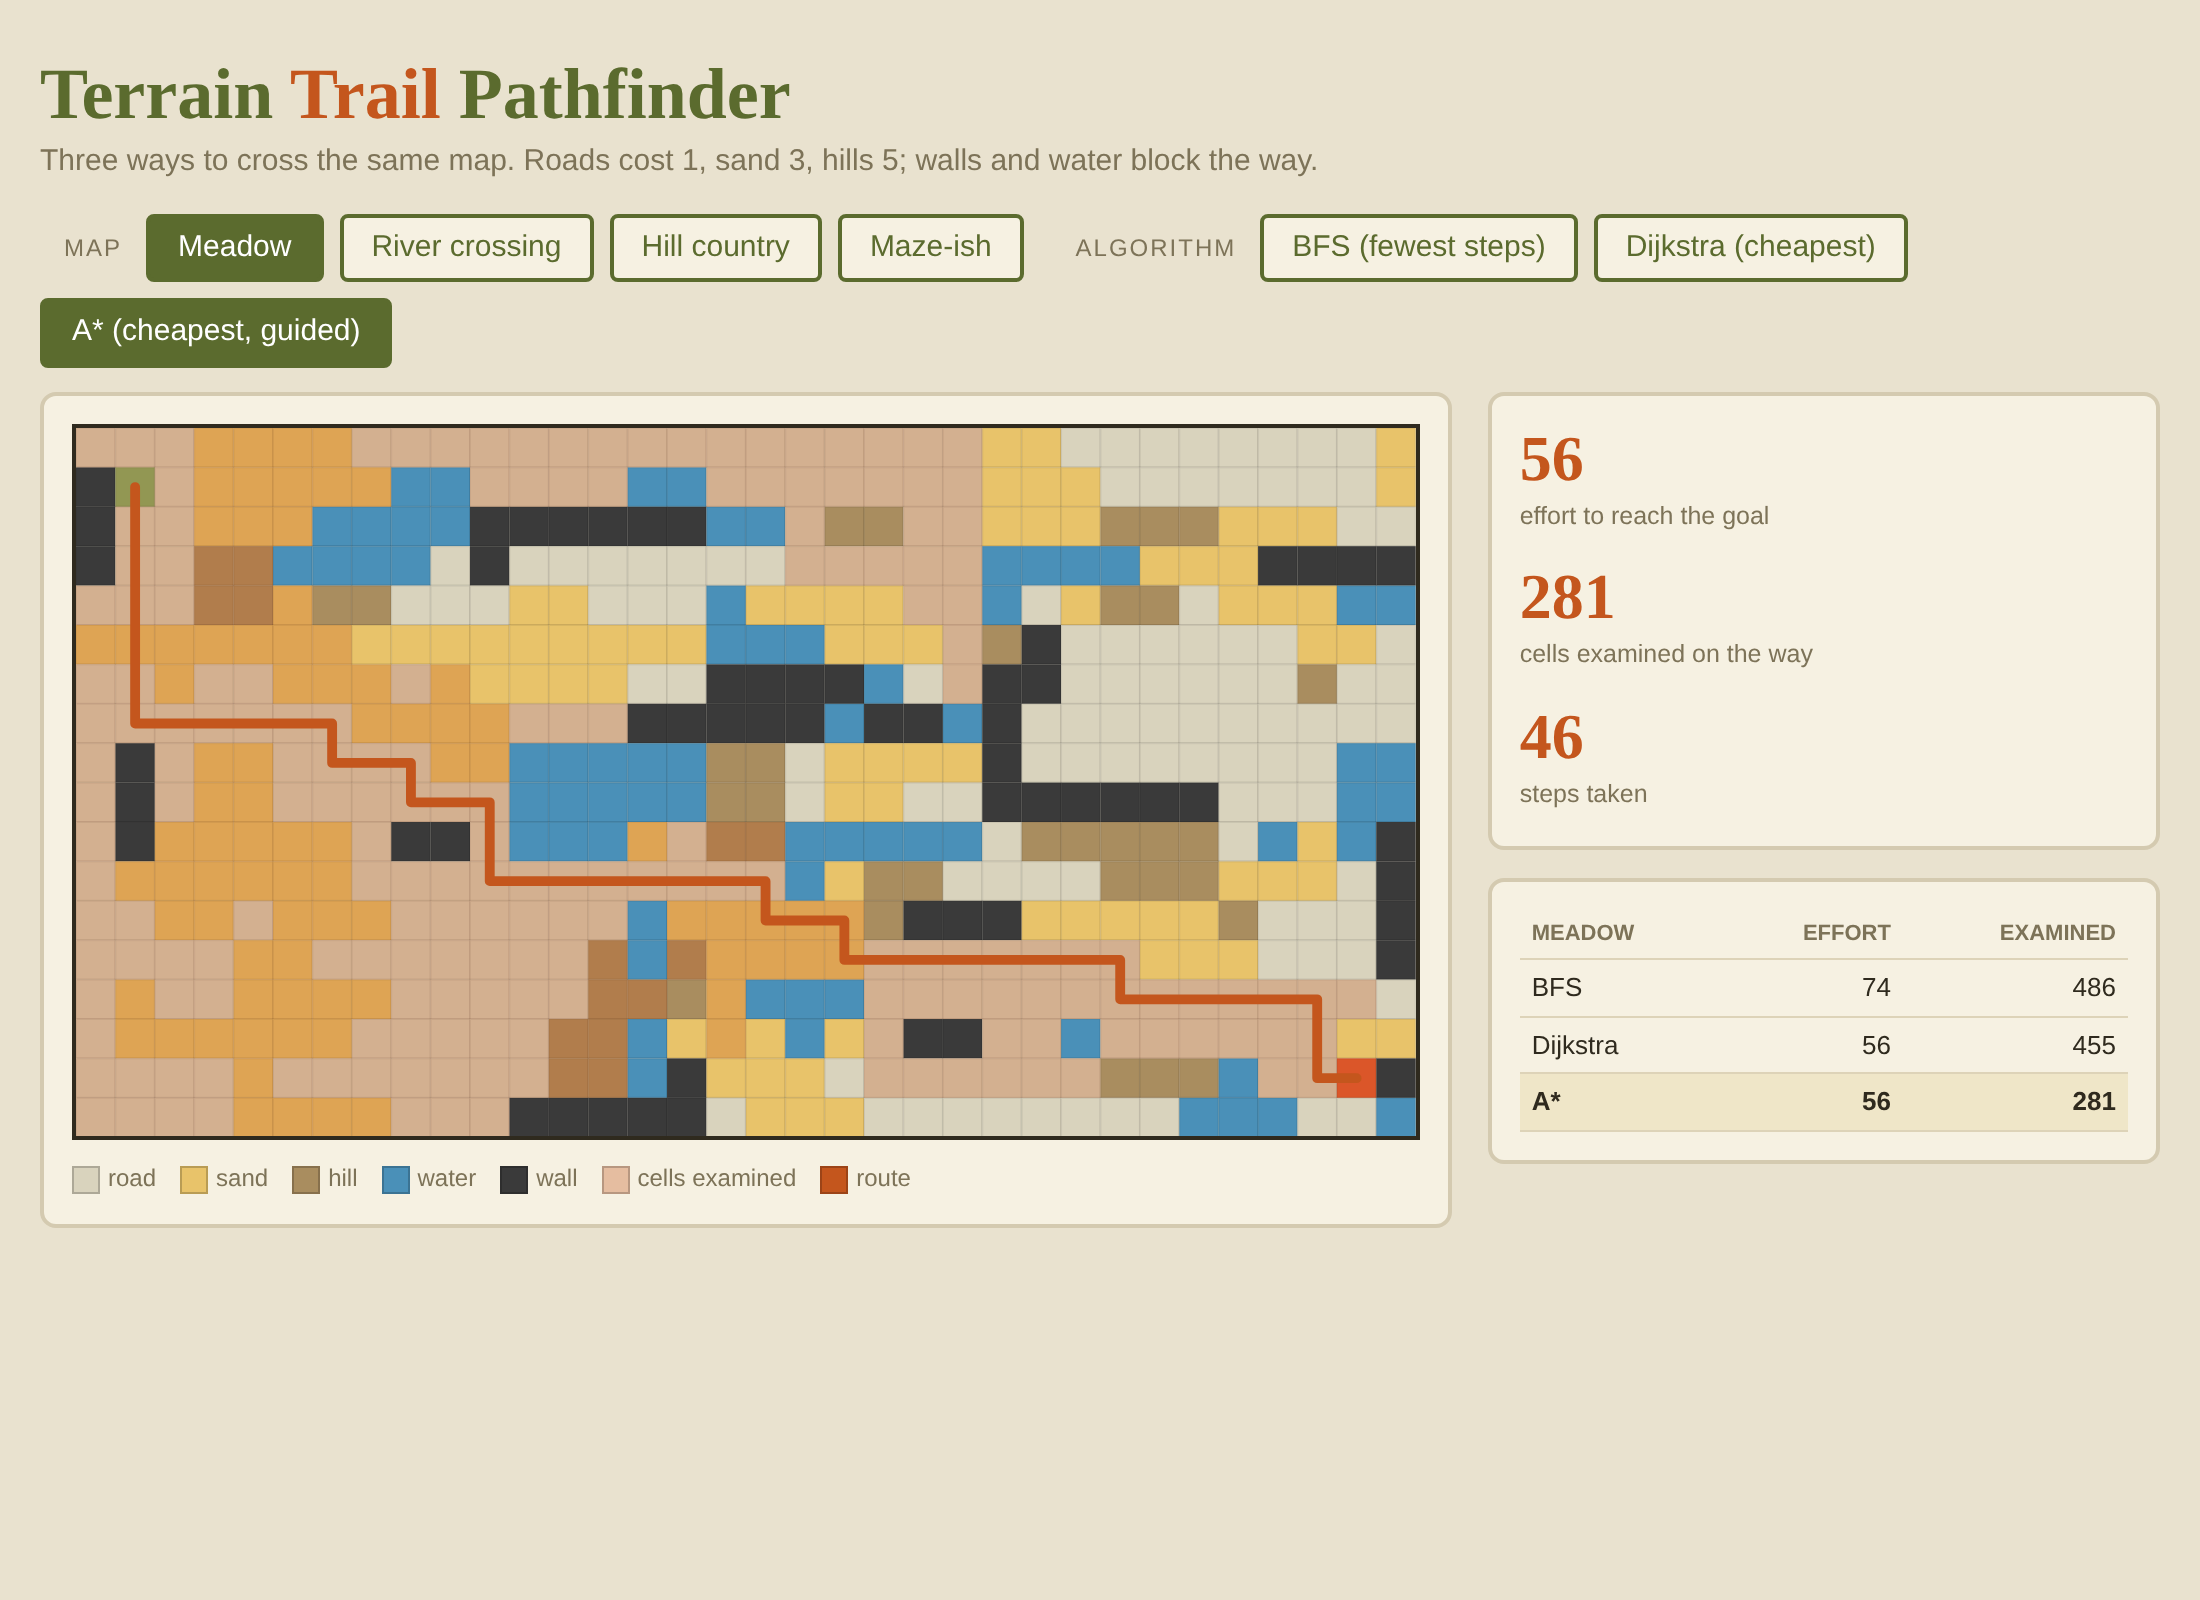 Terrain Trail Pathfinder
Three ways to cross the same map. Roads cost 1, sand 3, hills 5; walls and water block the way.
MAP Meadow River crossing Hill country Maze-ish ALGORITHM BFS (fewest steps) Dijkstra (cheapest)
A* (cheapest, guided)
road sand hill water wall cells examined route
56
effort to reach the goal
281
cells examined on the way
46
steps taken
MEADOW EFFORT EXAMINED
BFS 74 486
Dijkstra 56 455
A* 56 281